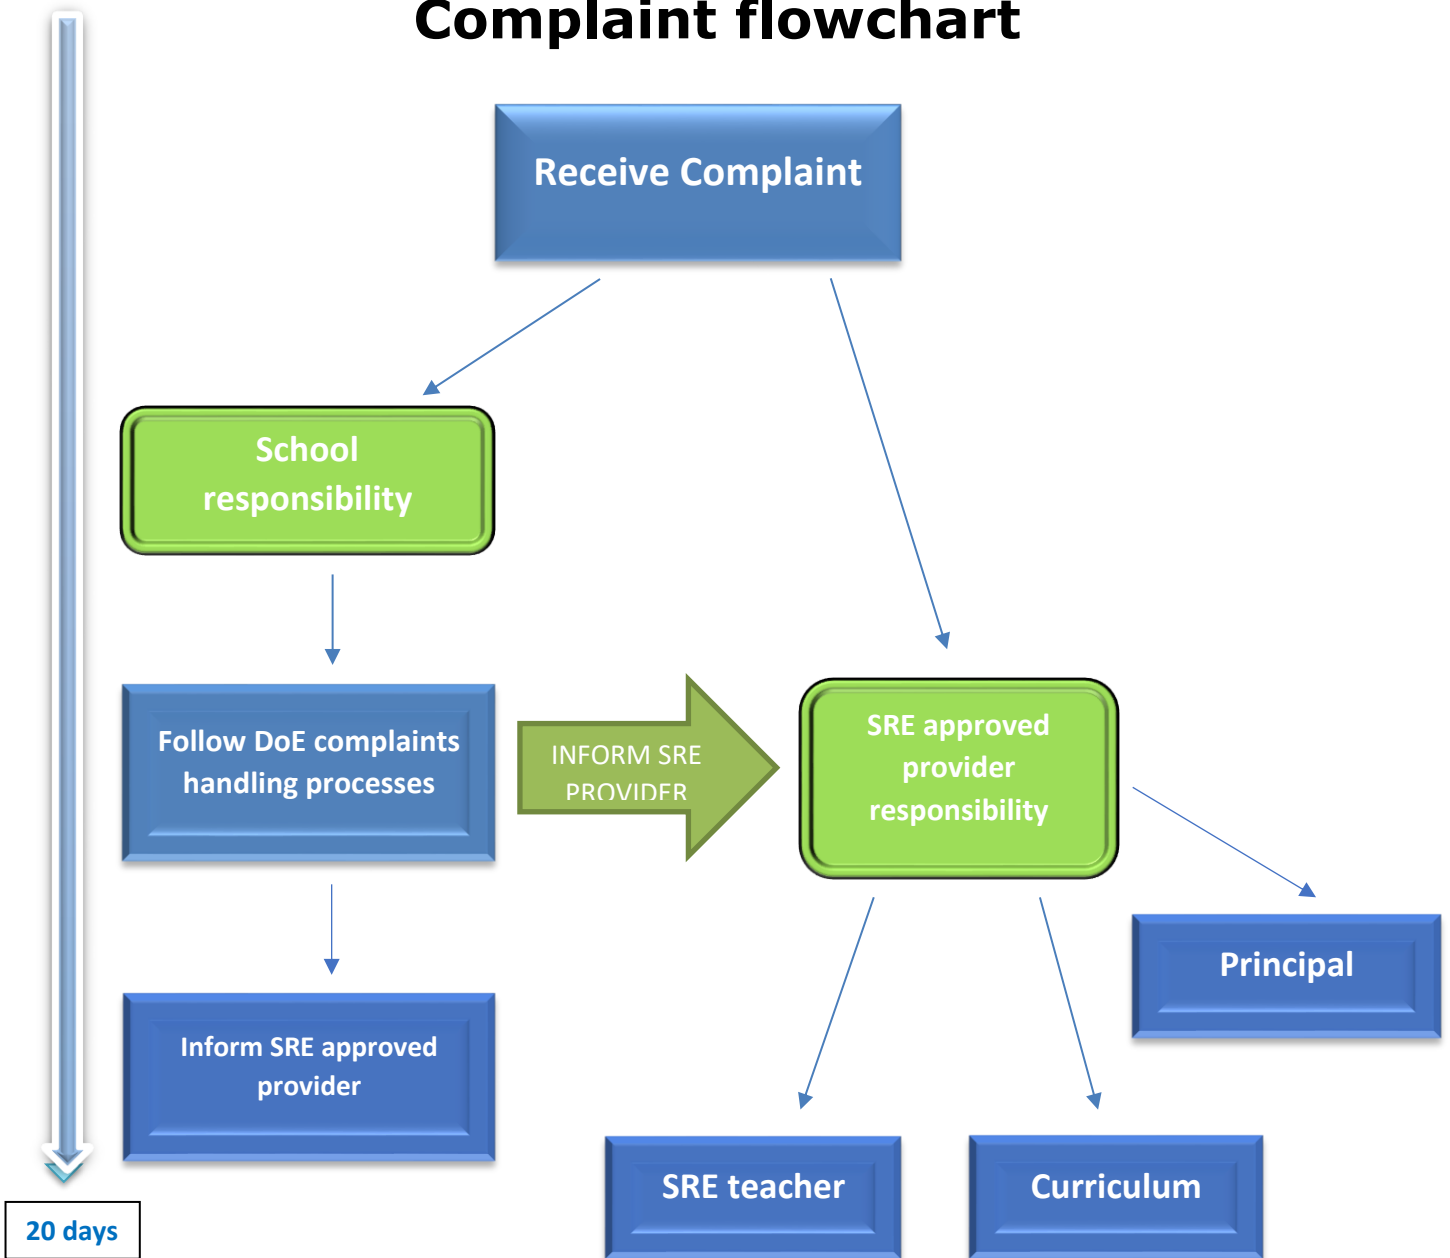 Complaint flowchart
Receive Complaint
School
responsibility
Follow DoE complaints
handling processes
INFORM SRE
PROVIDER
SRE approved
provider
responsibility
Principal
Inform SRE approved
provider
SRE teacher
Curriculum
20 days